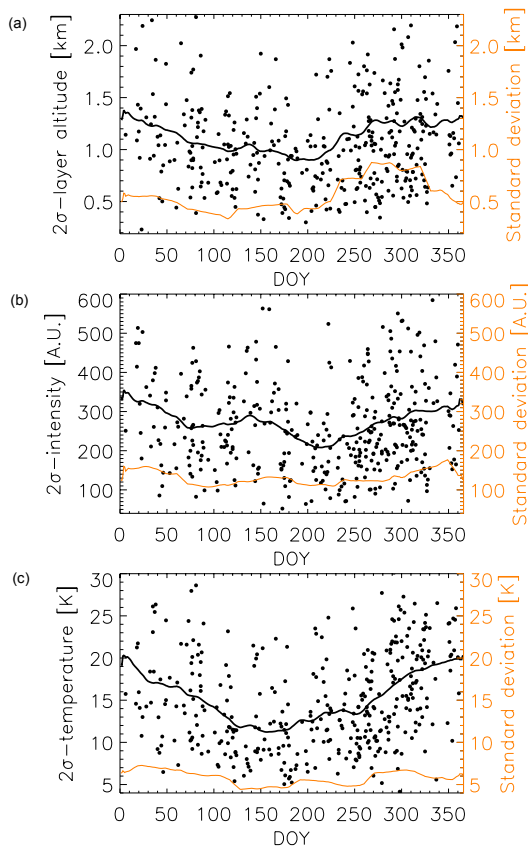 (a)
2σ-layer altitude [km]
2.0
1.5
1.0
0.5
0 50 100 150 200 250 300 350
DOY
2.0
1.5
1.0
0.5
Standard deviation [km]
(b)
2σ-intensity [A.U.]
600
500
400
300
200
100
0 50 100 150 200 250 300 350
DOY
600
500
400
300
200
100
Standard deviation [A.U.]
(c)
2σ-temperature [K]
30
25
20
15
10
5
0 50 100 150 200 250 300 350
DOY
30
25
20
15
10
5
Standard deviation [K]